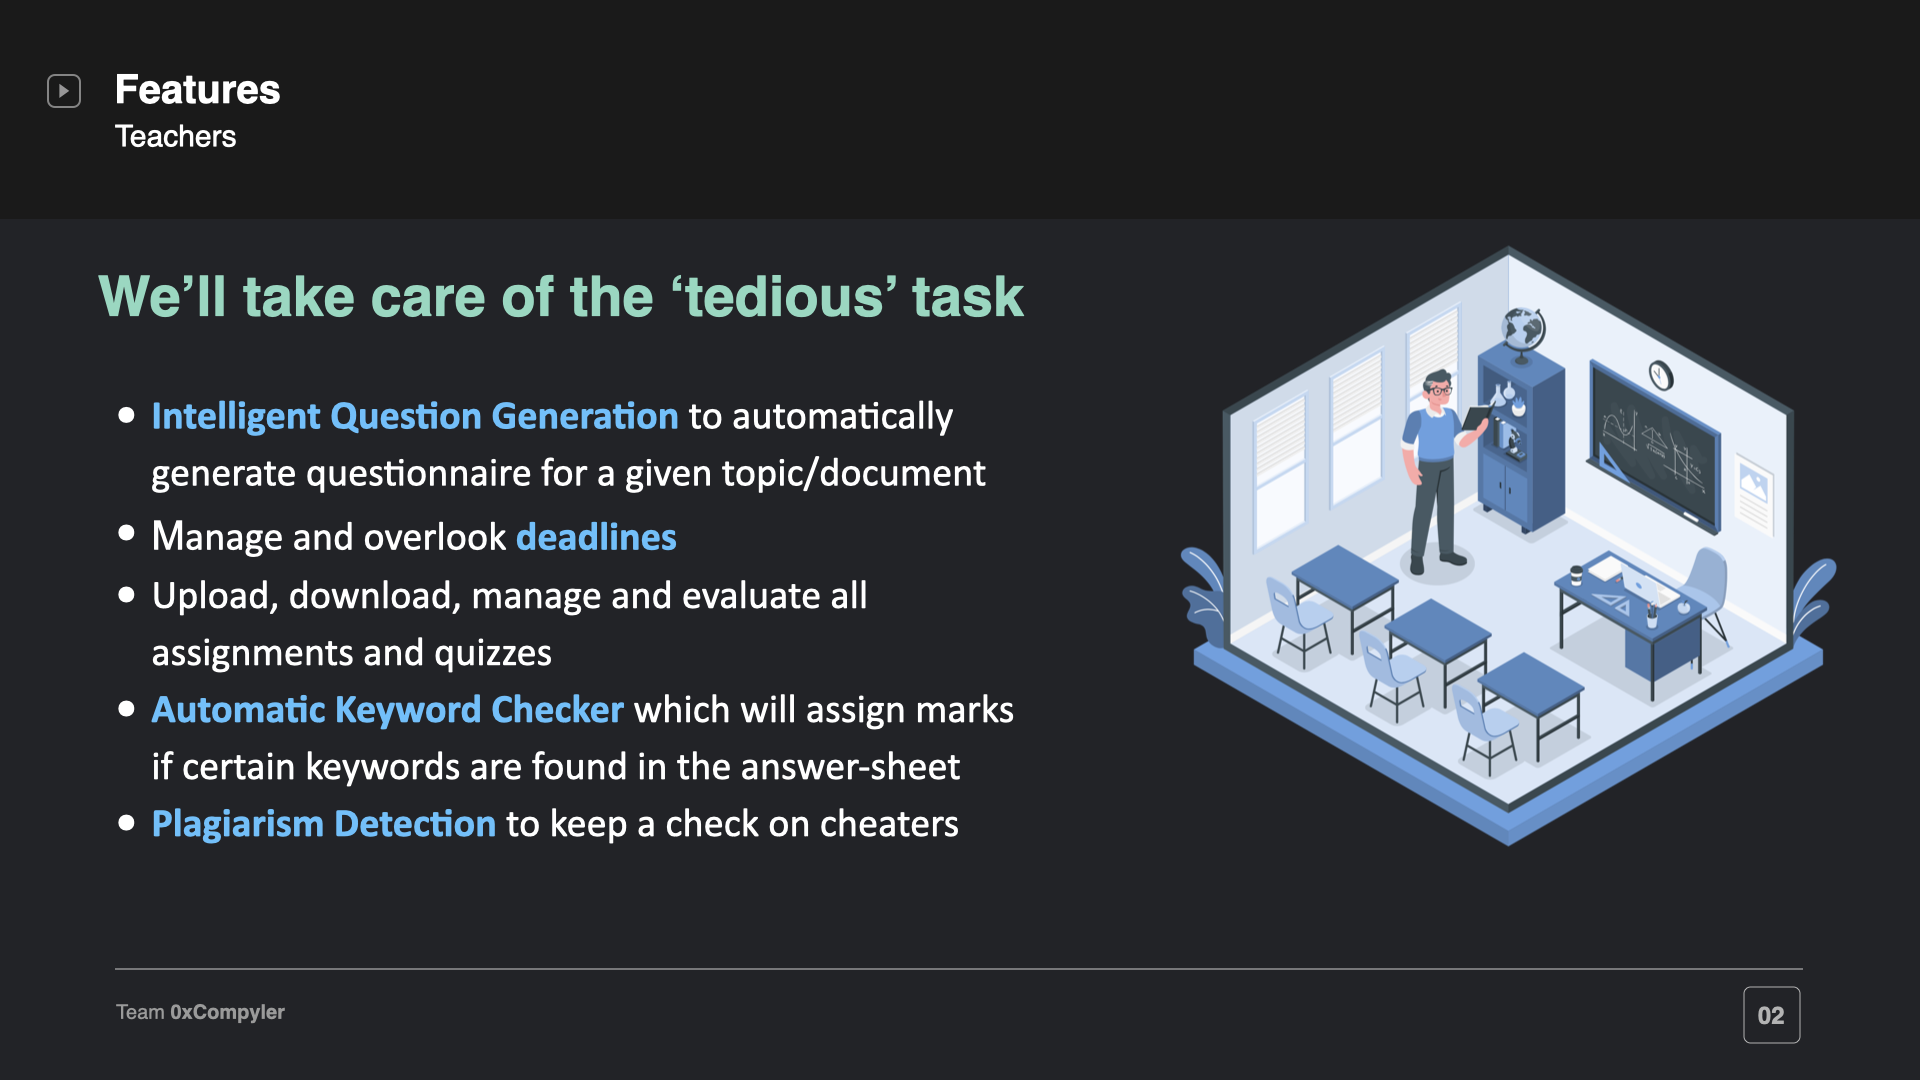 Features
Teachers
We’ll take care of the ‘tedious’ task
• Intelligent Question Generation to automatically
generate questionnaire for a given topic/document
• Manage and overlook deadlines
• Upload, download, manage and evaluate all
assignments and quizzes
• Automatic Keyword Checker which will assign marks
if certain keywords are found in the answer-sheet
• Plagiarism Detection to keep a check on cheaters
Team 0xCompyler
02